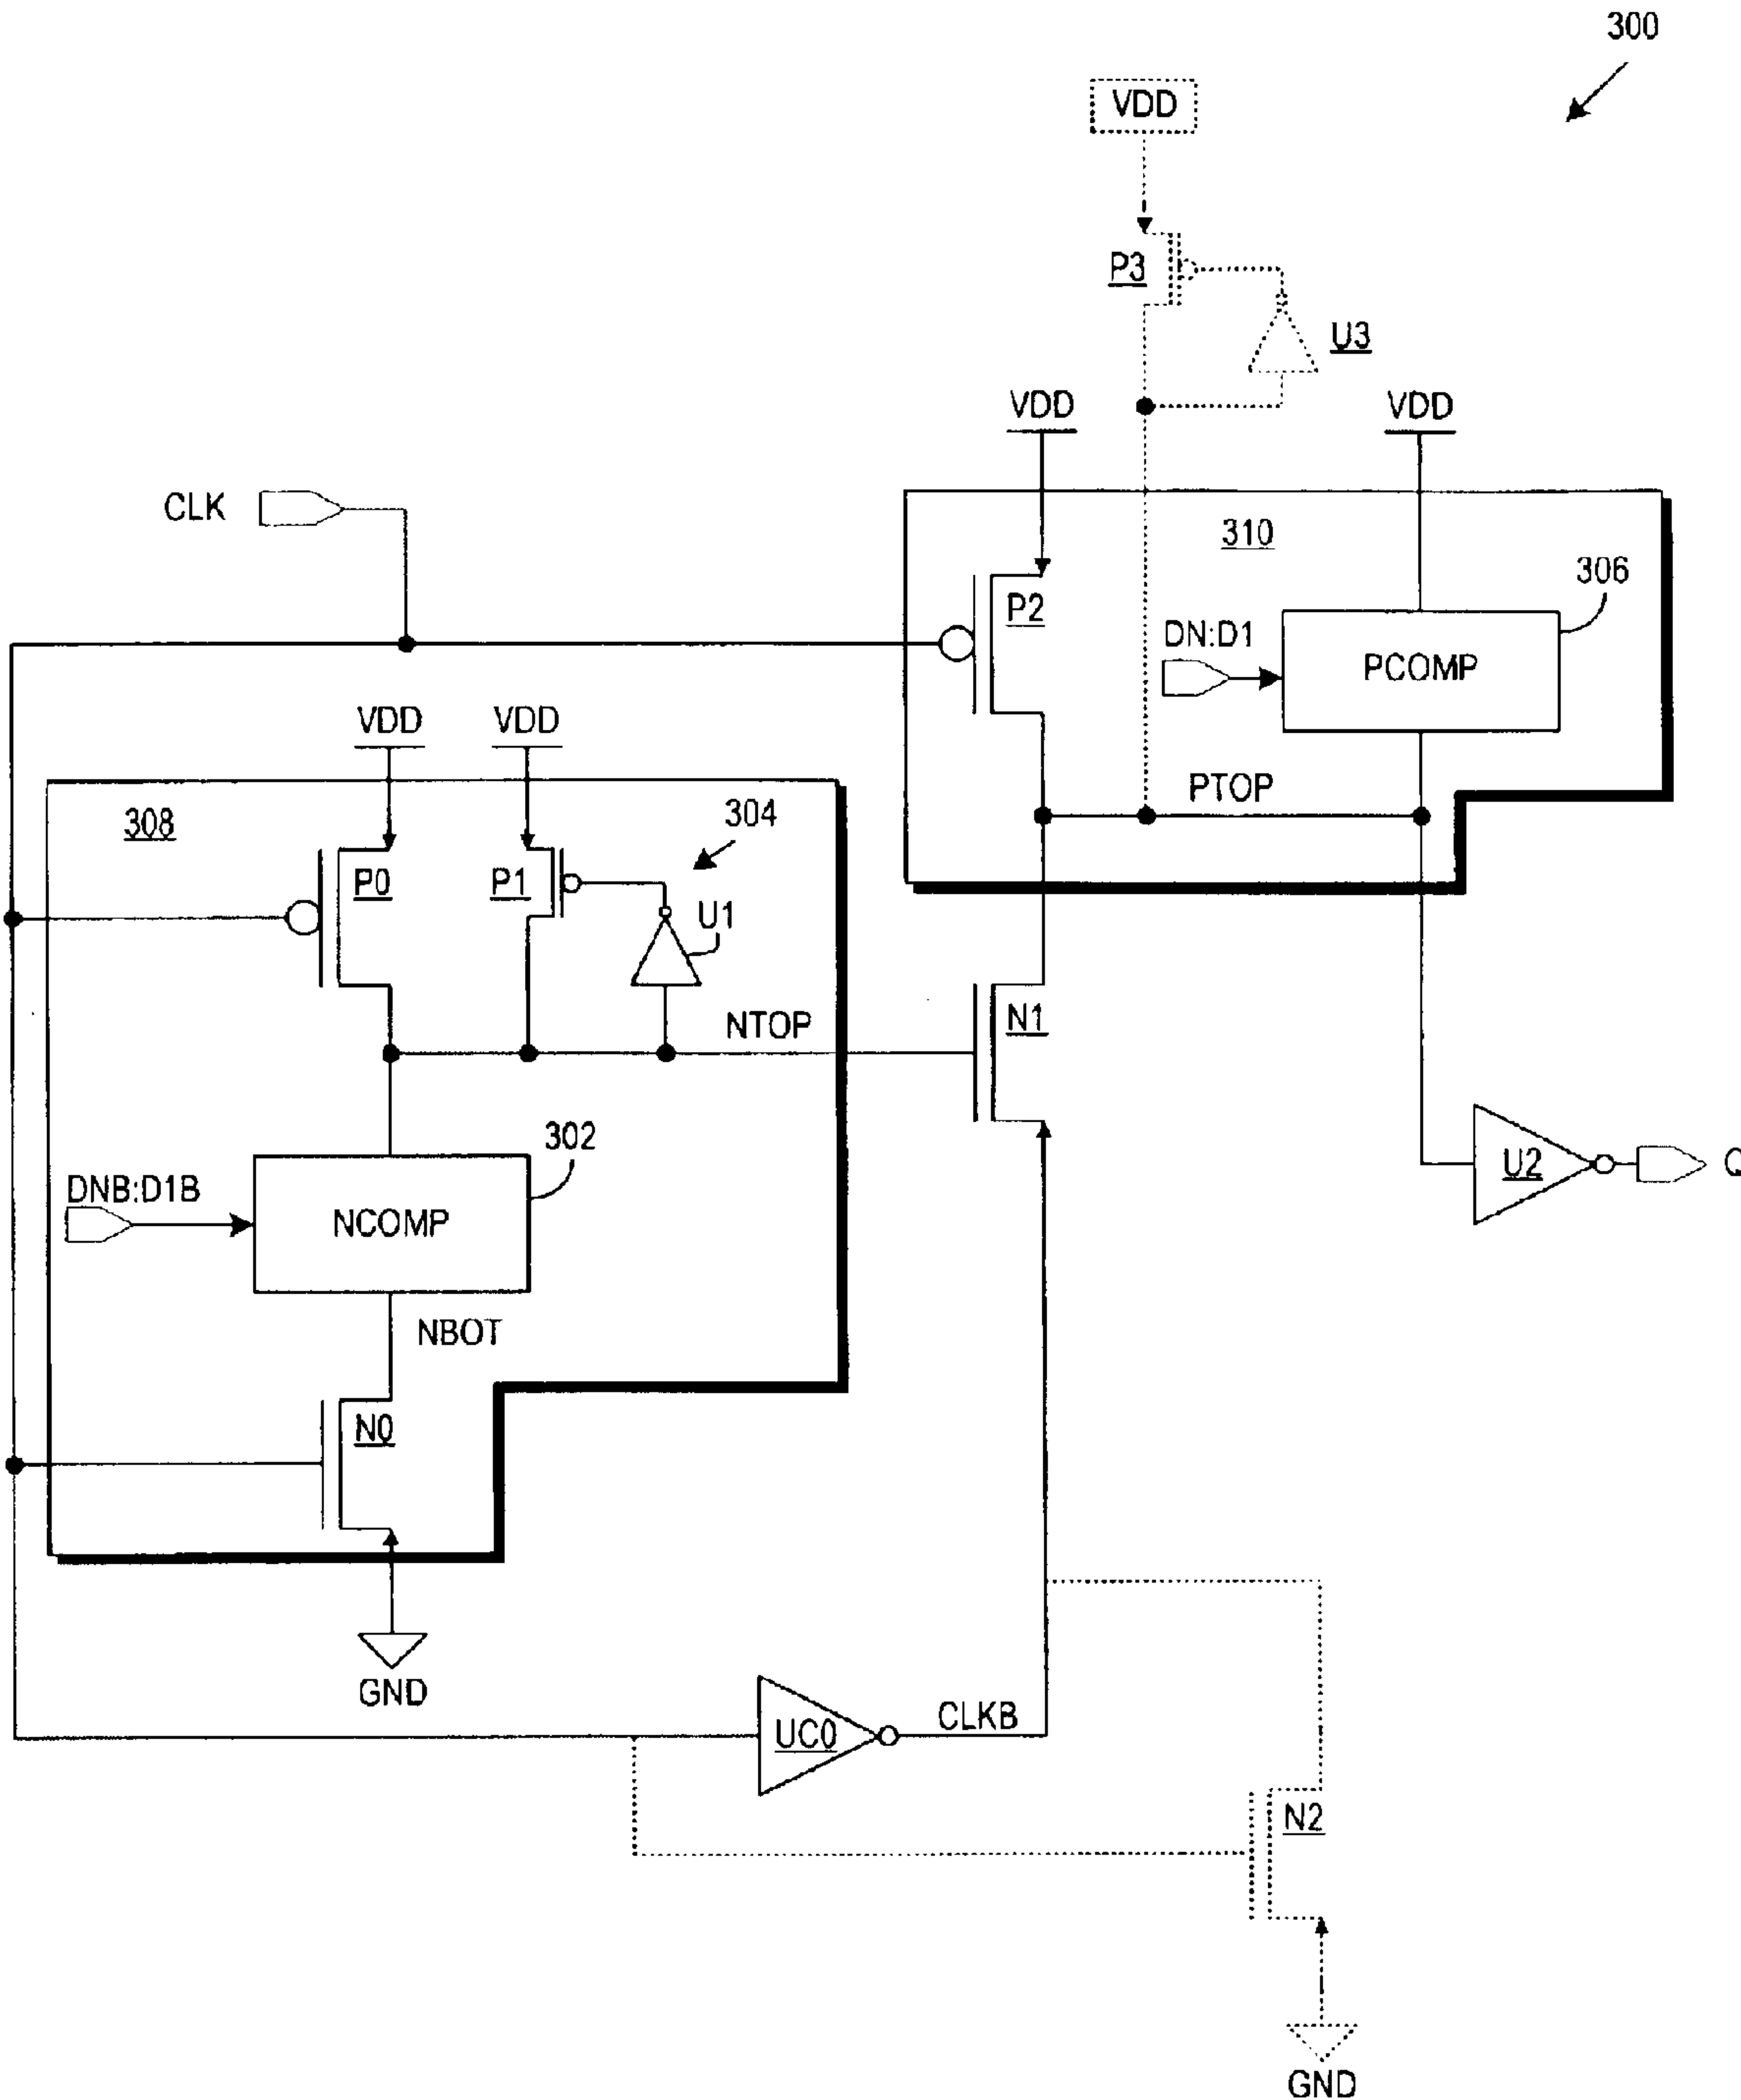 300
VDD
P3
U3
VDD
VDD
CLK
310
306
P2
DN:D1
PCOMP
VDD
VDD
PTOP
308
304
P0
P1
U1
N1
NTOP
302
DNB:D1B
NCOMP
U2
Q
NBOT
N0
GND
CLKB
UC0
N2
GND